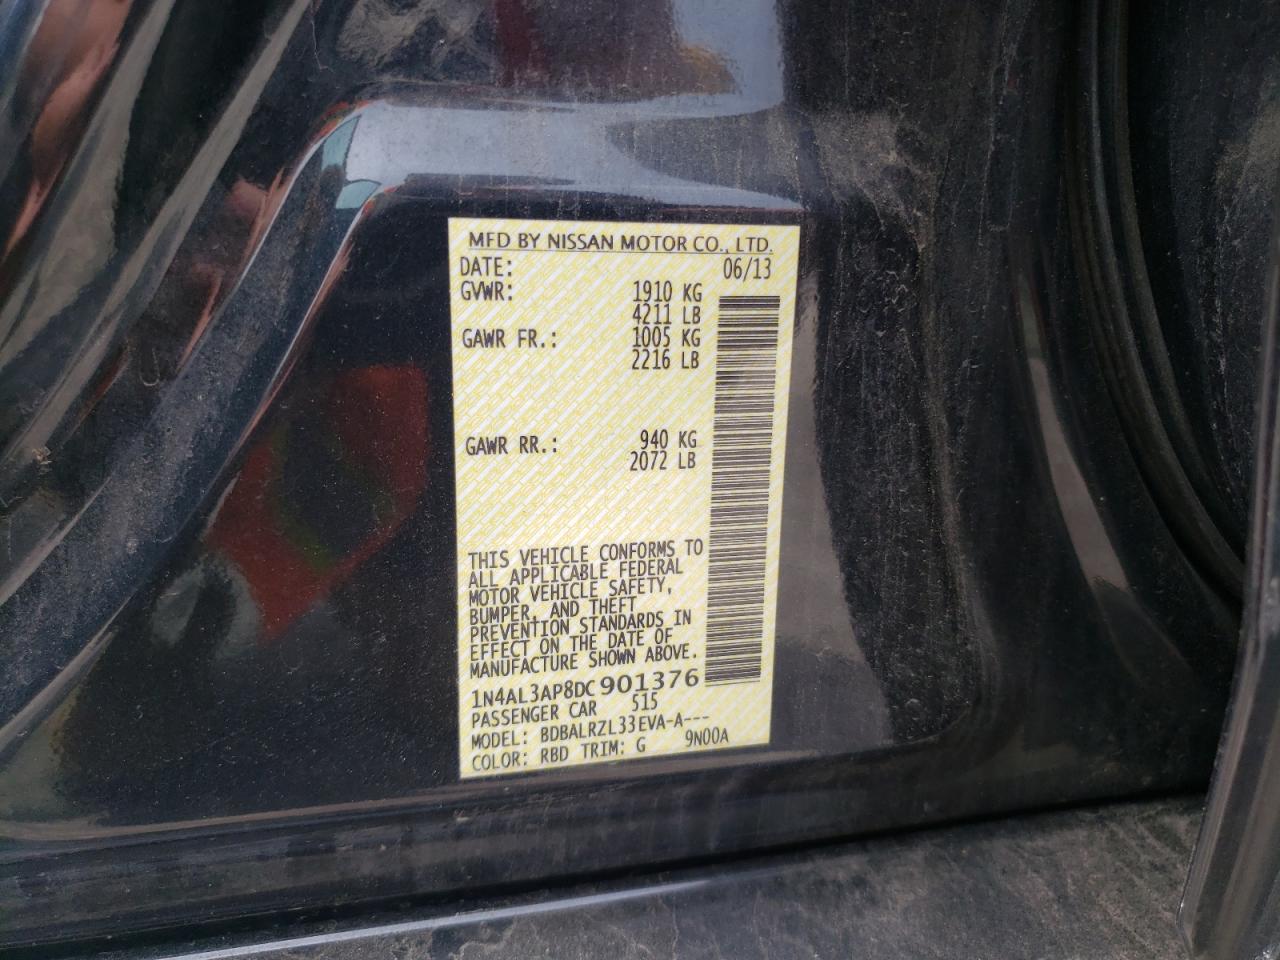 MFD BY NISSAN MOTOR CO., LTD.
DATE: 06/13
GVWR: 1910 KG
4211 LB
GAWR FR.: 1005 KG
2216 LB
GAWR RR.: 940 KG
2072 LB
THIS VEHICLE CONFORMS TO
ALL APPLICABLE FEDERAL
MOTOR VEHICLE SAFETY,
BUMPER, AND THEFT
PREVENTION STANDARDS IN
EFFECT ON THE DATE OF
MANUFACTURE SHOWN ABOVE.
1N4AL3AP8DC901376
PASSENGER CAR 515
MODEL: BDBALRZL33EVA-A---
COLOR: RBD TRIM: G 9N00A